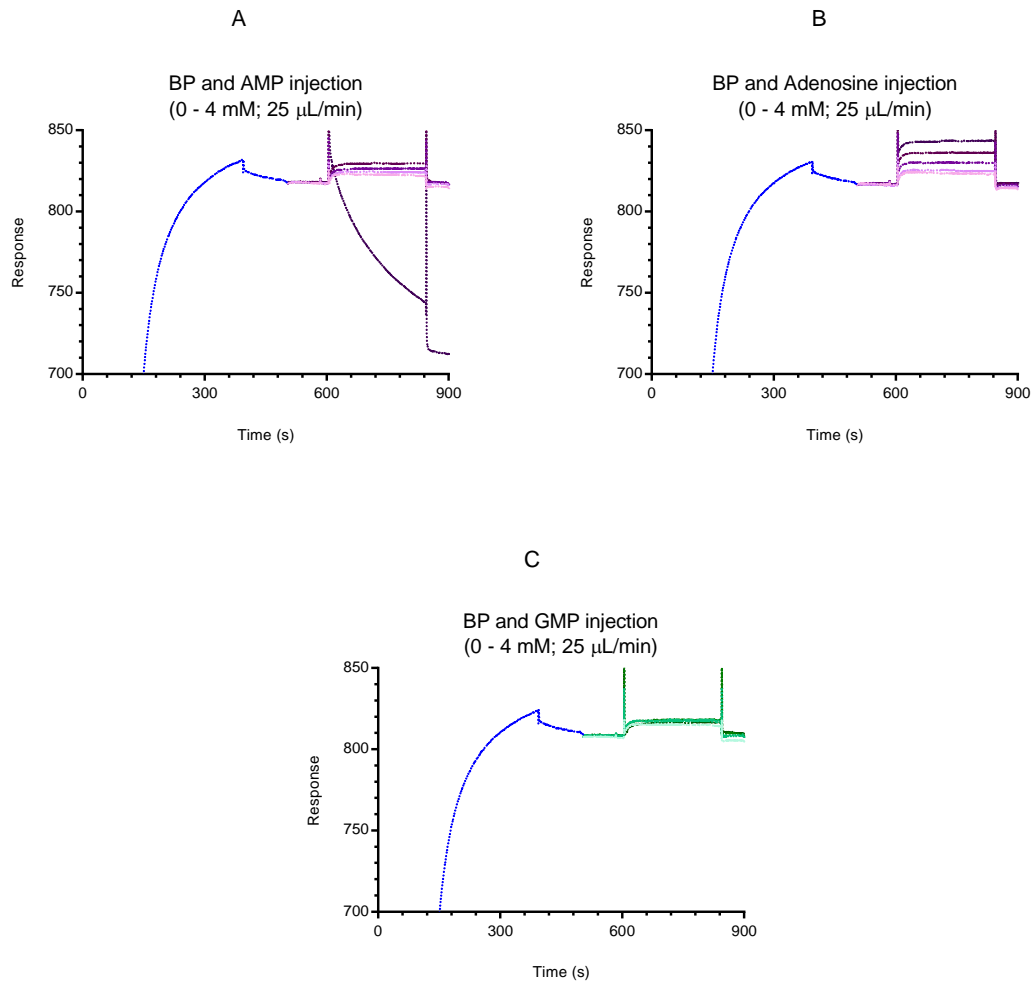 A
BP and AMP injection
(0 - 4 mM; 25 μL/min)
850
800
750
700
Response
0
300
600
900
Time (s)
B
BP and Adenosine injection
(0 - 4 mM; 25 μL/min)
850
800
750
700
Response
0
300
600
900
Time (s)
C
BP and GMP injection
(0 - 4 mM; 25 μL/min)
850
800
750
700
Response
0
300
600
900
Time (s)